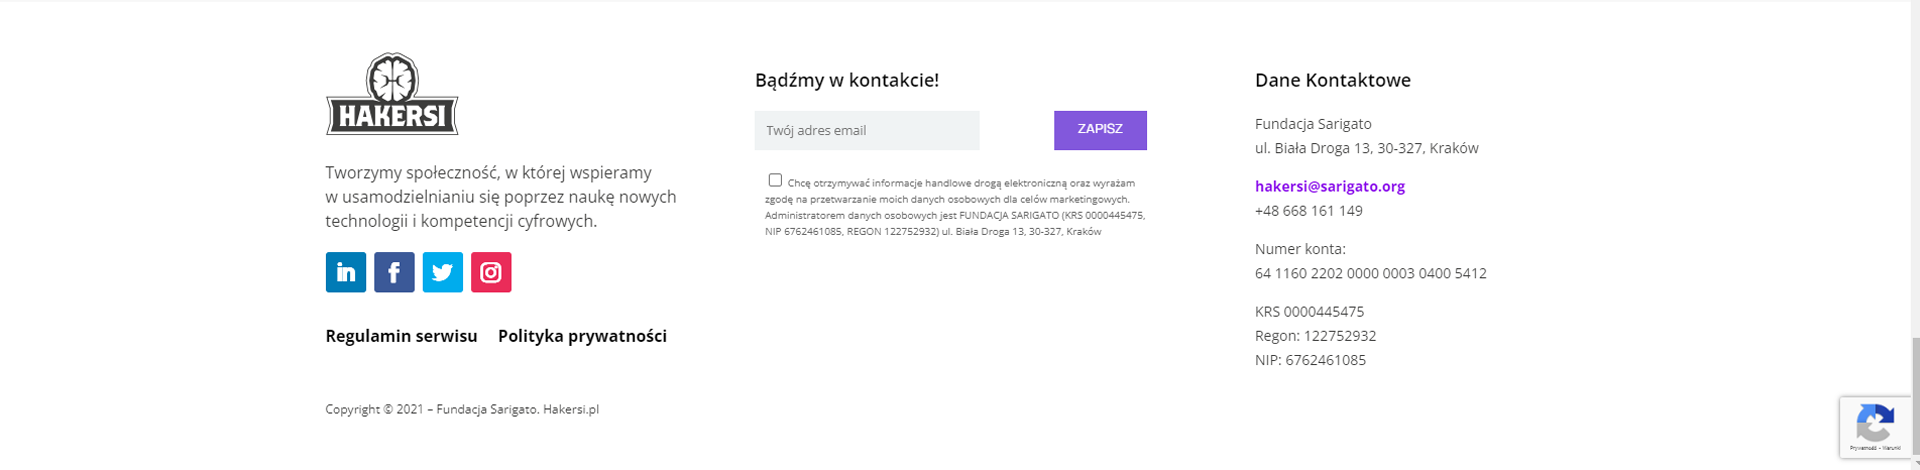 HAKERSI
Tworzymy społeczność, w której wspieramy
w usamodzielnianiu się poprzez naukę nowych
technologii i kompetencji cyfrowych.
in f
Regulamin serwisu Polityka prywatności
Copyright © 2021 – Fundacja Sarigato. Hakersi.pl
Bądźmy w kontakcie!
Twój adres email ZAPISZ
Chcę otrzymywać informacje handlowe drogą elektroniczną oraz wyrażam
zgodę na przetwarzanie moich danych osobowych dla celów marketingowych.
Administratorem danych osobowych jest FUNDACJA SARIGATO (KRS 0000445475,
NIP 6762461085, REGON 122752932) ul. Biała Droga 13, 30-327, Kraków
Dane Kontaktowe
Fundacja Sarigato
ul. Biała Droga 13, 30-327, Kraków
hakersi@sarigato.org
+48 668 161 149
Numer konta:
64 1160 2202 0000 0003 0400 5412
KRS 0000445475
Regon: 122752932
NIP: 6762461085
Prywatność - Warunki